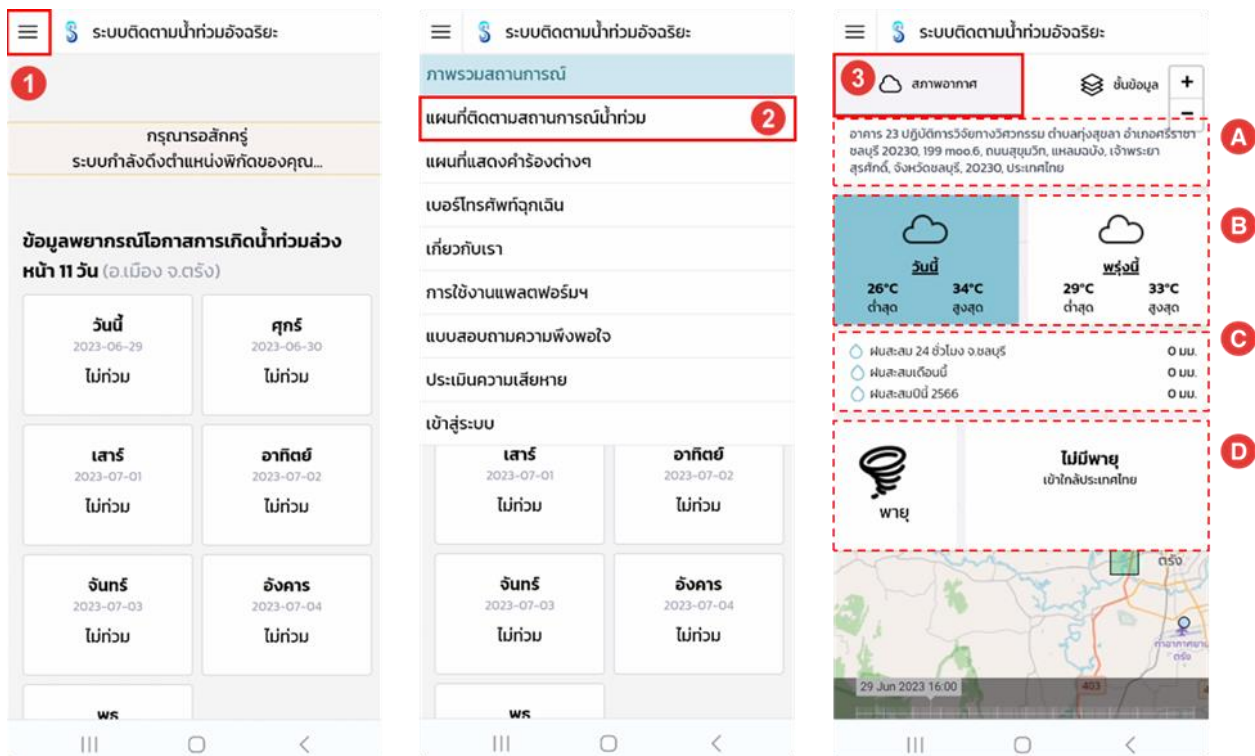 ระบบติดตามน้ำท่วมอัจฉริยะ
1
กรุณารอสักครู่
ระบบกำลังดึงตำแหน่งพิกัดของคุณ...
ข้อมูลพยากรณ์โอกาสการเกิดน้ำท่วมล่วง
หน้า 11 วัน (อ.เมือง จ.ตรัง)
วันนี้
2023-06-29
ไม่ท่วม
ศุกร์
2023-06-30
ไม่ท่วม
เสาร์
2023-07-01
ไม่ท่วม
อาทิตย์
2023-07-02
ไม่ท่วม
จันทร์
2023-07-03
ไม่ท่วม
อังคาร
2023-07-04
ไม่ท่วม
พุธ
ระบบติดตามน้ำท่วมอัจฉริยะ
ภาพรวมสถานการณ์
แผนที่ติดตามสถานการณ์น้ำท่วม
2
แผนที่แสดงคำร้องต่างๆ
เบอร์โทรศัพท์ฉุกเฉิน
เกี่ยวกับเรา
การใช้งานแพลตฟอร์มฯ
แบบสอบถามความพึงพอใจ
ประเมินความเสียหาย
เข้าสู่ระบบ
เสาร์
2023-07-01
ไม่ท่วม
อาทิตย์
2023-07-02
ไม่ท่วม
จันทร์
2023-07-03
ไม่ท่วม
อังคาร
2023-07-04
ไม่ท่วม
พุธ
ระบบติดตามน้ำท่วมอัจฉริยะ
3 สภาพอากาศ
ชั้นข้อมูล
+
−
อาคาร 23 ปฏิบัติการวิจัยทางวิศวกรรม ตำบลทุ่งสุขลา อำเภอศรีราชา
ชลบุรี 20230, 199 moo.6, ถนนสุขุมวิท, แหลมฉบัง, เจ้าพระยา
สุรศักดิ์, จังหวัดชลบุรี, 20230, ประเทศไทย
A
วันนี้
26°C 34°C
ต่ำสุด สูงสุด
พรุ่งนี้
29°C 33°C
ต่ำสุด สูงสุด
B
ฝนสะสม 24 ชั่วโมง จ.ชลบุรี 0 มม.
ฝนสะสมเดือนนี้ 0 มม.
ฝนสะสมปีนี้ 2566 0 มม.
C
พายุ
ไม่มีพายุ
เข้าใกล้ประเทศไทย
D
ตรัง
ท่าอากาศยาน
ตรัง
403
29 Jun 2023 16:00